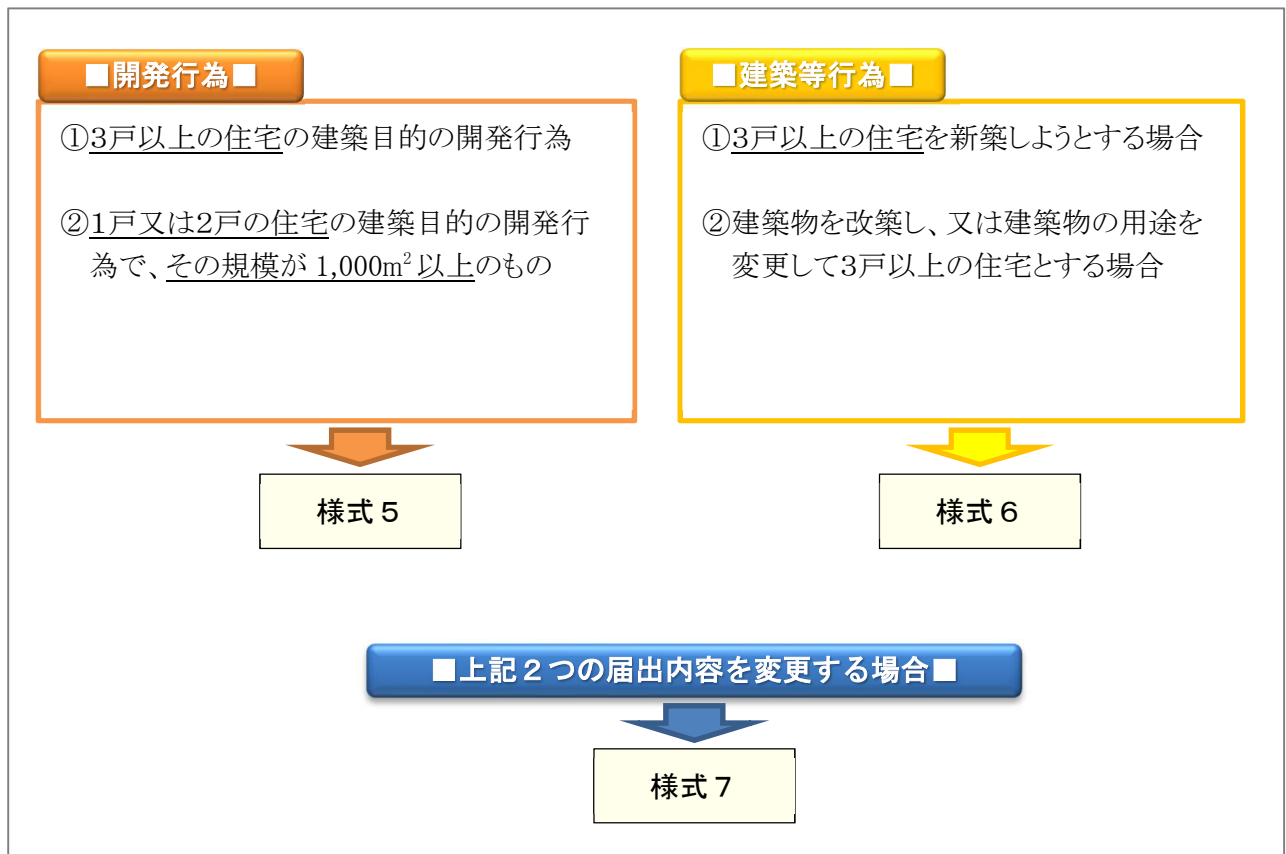 ■開発行為■
①3戸以上の住宅の建築目的の開発行為
②1戸又は2戸の住宅の建築目的の開発行
為で、その規模が 1,000m²以上のもの
様式5
■建築等行為■
①3戸以上の住宅を新築しようとする場合
②建築物を改築し、又は建築物の用途を
変更して3戸以上の住宅とする場合
様式6
■上記2つの届出内容を変更する場合■
様式7